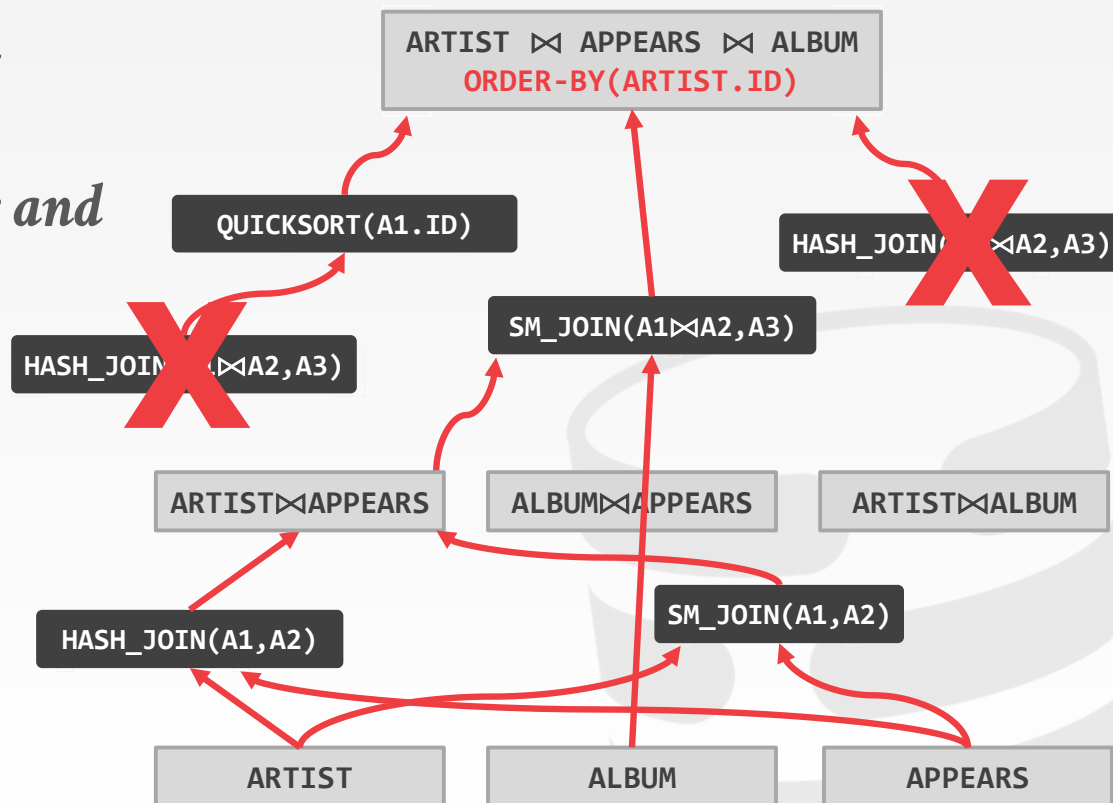 ARTIST ⋈ APPEARS ⋈ ALBUM
ORDER-BY(ARTIST.ID)
and
QUICKSORT(A1.ID)
HASH_JOIN( ⋈A2,A3)
SM_JOIN(A1⋈A2,A3)
HASH_JOIN ⋈A2,A3)
ARTIST⋈APPEARS
ALBUM⋈APPEARS
ARTIST⋈ALBUM
HASH_JOIN(A1,A2)
SM_JOIN(A1,A2)
ARTIST
ALBUM
APPEARS